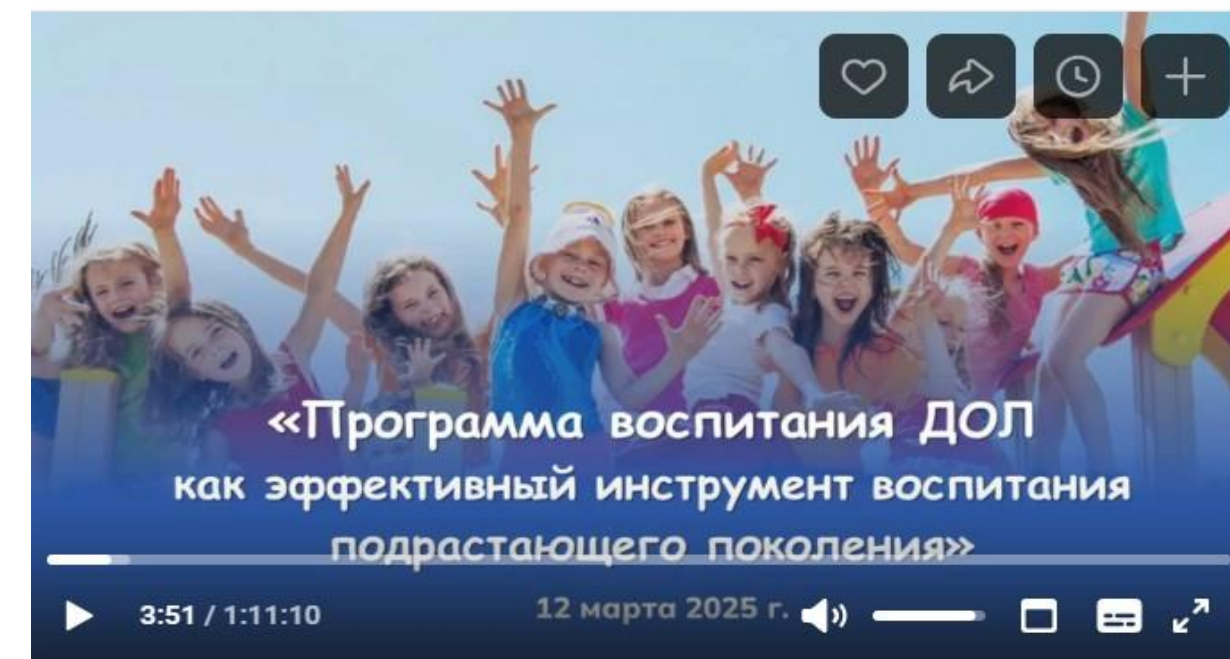 «Программа воспитания ДОЛ
как эффективный инструмент воспитания
подрастающего поколения»
12 марта 2025 г.
3:51 / 1:11:10